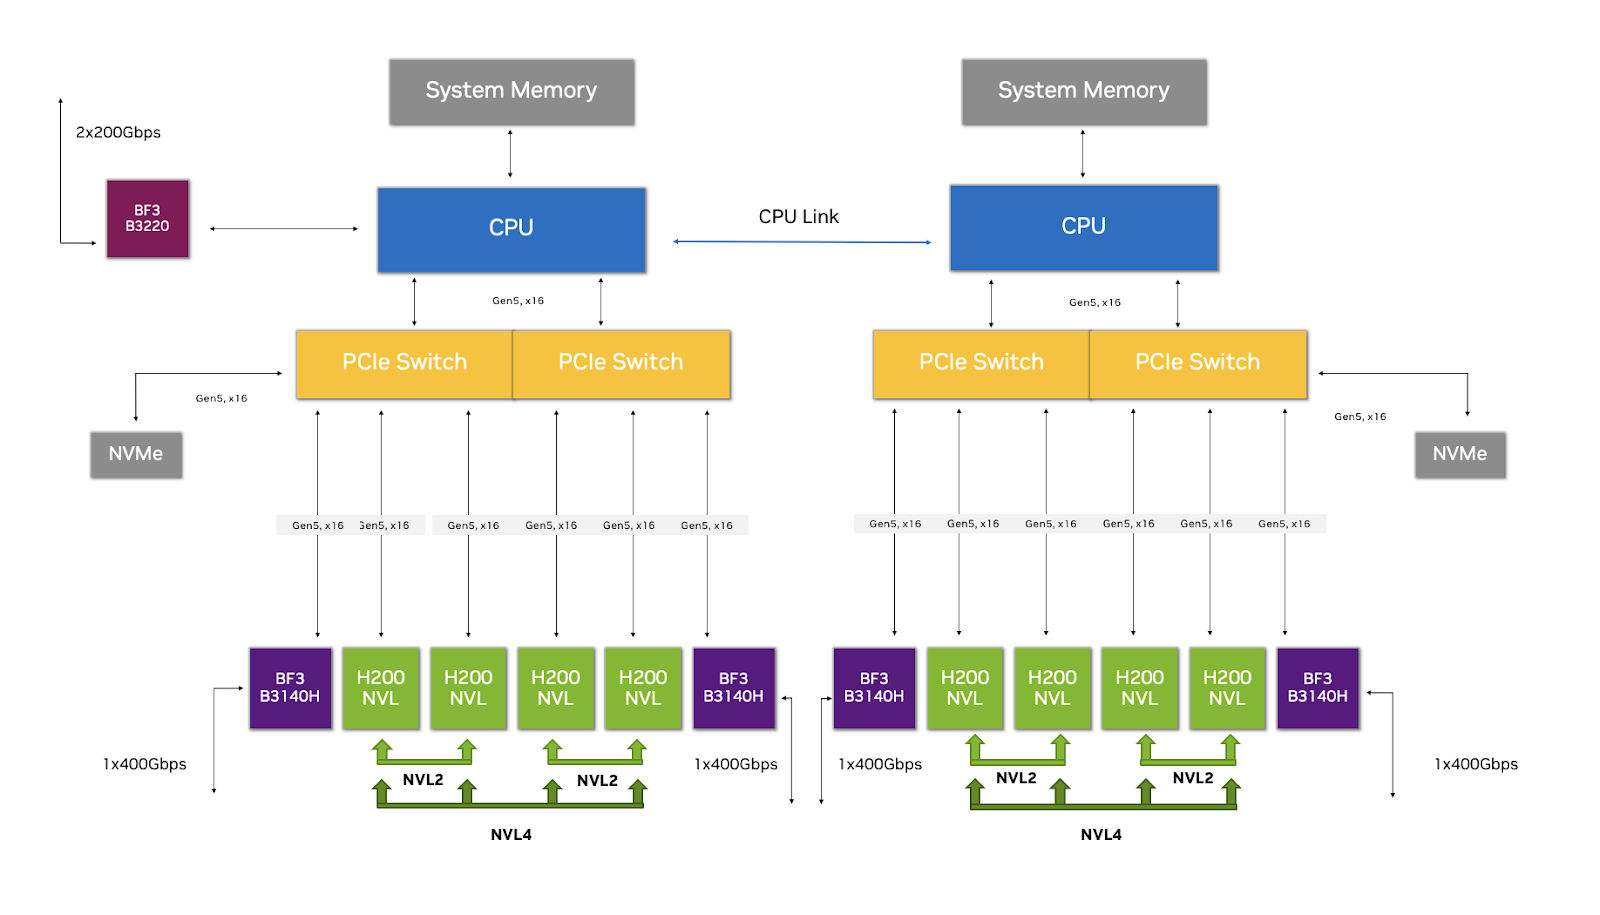 System Memory
System Memory
2x200Gbps
BF3
B3220
CPU
CPU Link
CPU
Gen5, x16
Gen5, x16
PCIe Switch
PCIe Switch
PCIe Switch
PCIe Switch
Gen5, x16
Gen5, x16
NVMe
NVMe
Gen5, x16
Gen5, x16
Gen5, x16
Gen5, x16
Gen5, x16
Gen5, x16
Gen5, x16
Gen5, x16
Gen5, x16
Gen5, x16
Gen5, x16
Gen5, x16
BF3
B3140H
H200
NVL
H200
NVL
H200
NVL
H200
NVL
BF3
B3140H
BF3
B3140H
H200
NVL
H200
NVL
H200
NVL
H200
NVL
BF3
B3140H
1x400Gbps
NVL2
NVL2
1x400Gbps
1x400Gbps
NVL2
NVL2
1x400Gbps
NVL4
NVL4